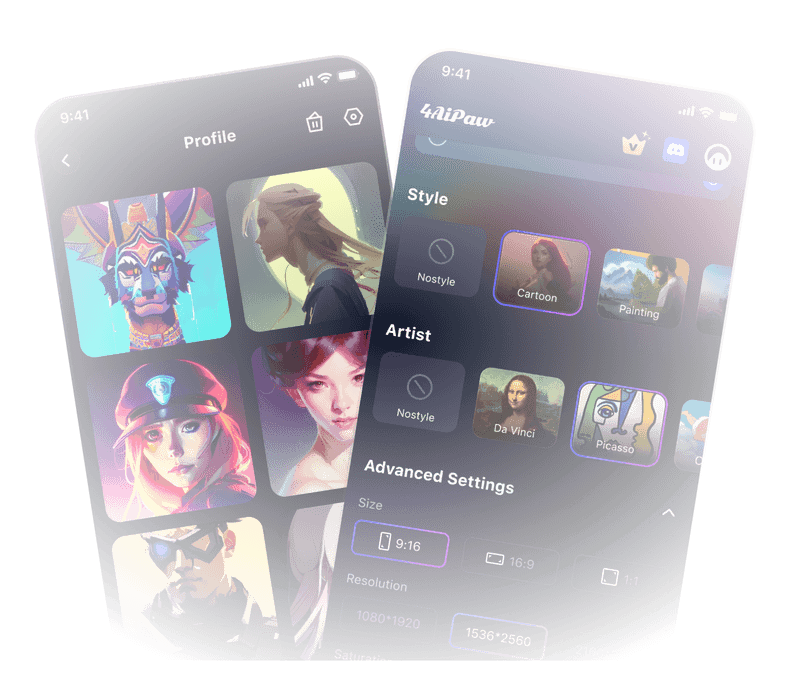 9:41
Profile
9:41
4AiPaw
Style
Nostyle
Cartoon
Painting
Artist
Nostyle
Da Vinci
Picasso
Advanced Settings
Size
9:16
16:9
1:1
Resolution
1080*1920
1536*2560